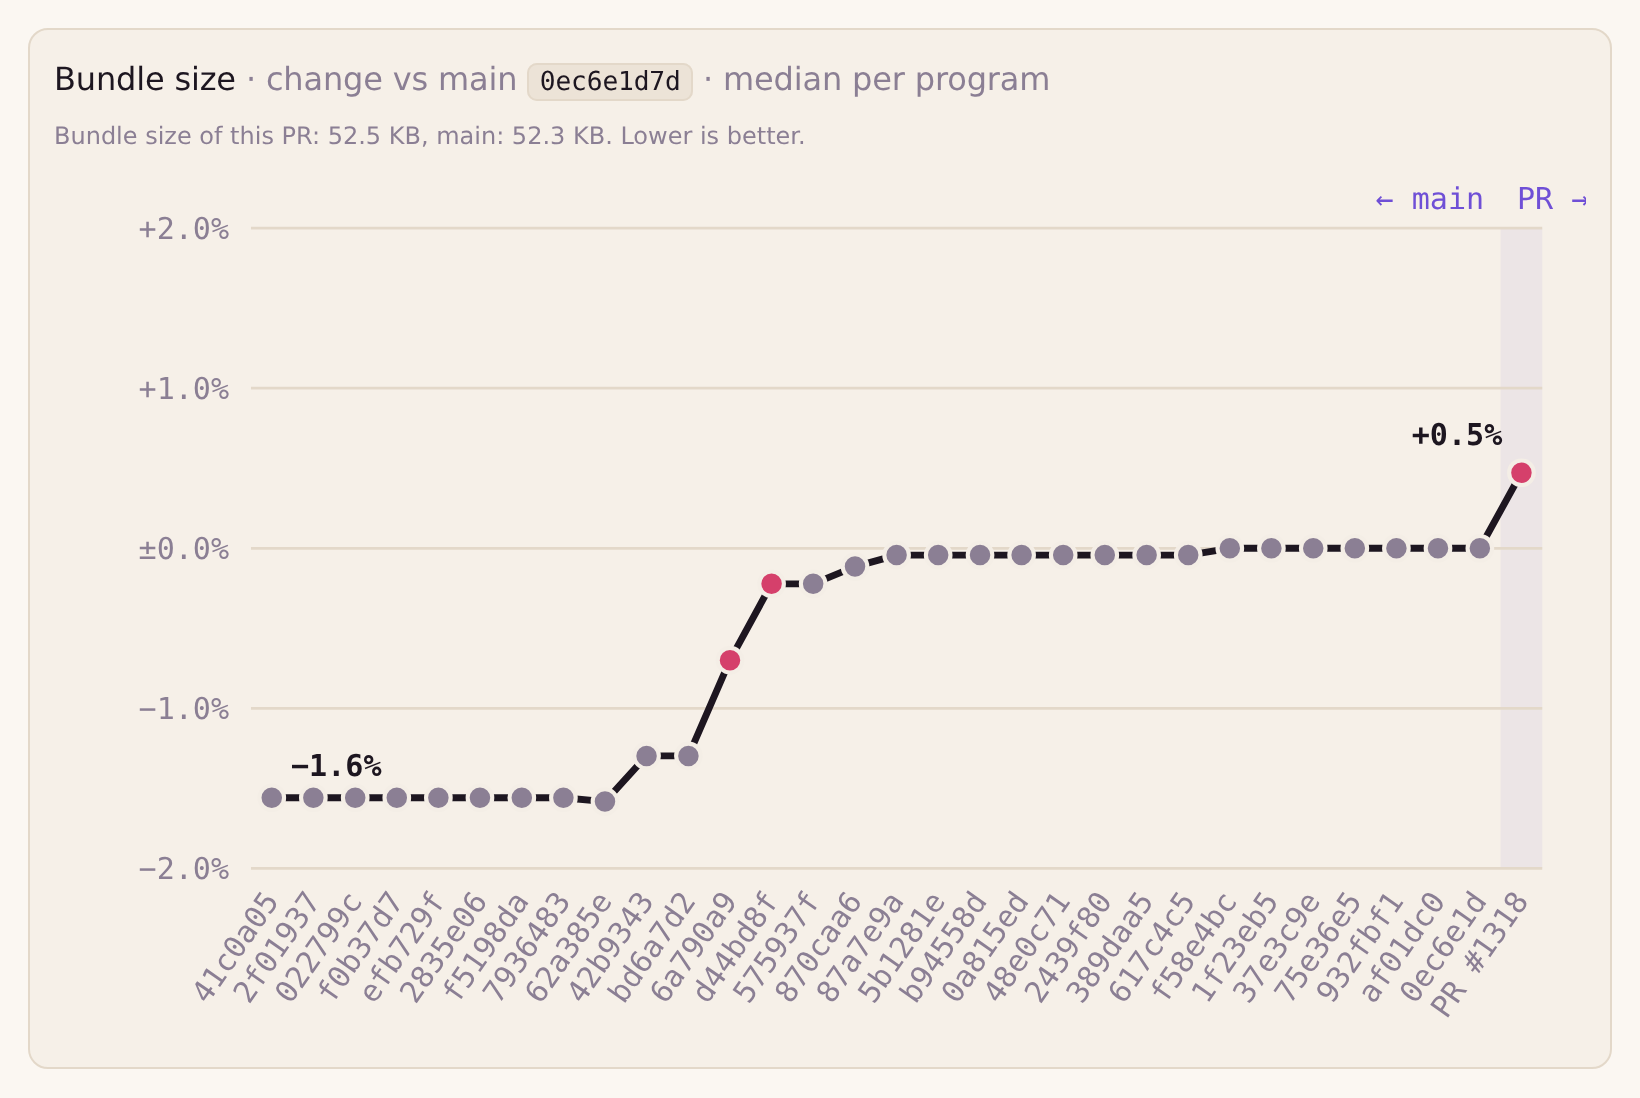 Bundle size · change vs main 0ec6e1d7d · median per program
Bundle size of this PR: 52.5 KB, main: 52.3 KB. Lower is better.
← main PR →
+2.0%
+1.0%
+0.5%
±0.0%
−1.0%
−1.6%
−2.0%
41c0a05
2f01937
022799c
f0b37d7
efb729f
2835e06
f5198da
7936483
62a385e
42b9343
bd6a7d2
6a790a9
d44bd8f
575937f
870caa6
87a7e9a
5b1281e
b94558d
0a815ed
48e0c71
2439f80
389daa5
617c4c5
f58e4bc
1f23eb5
37e3c9e
75e36e5
932fbf1
af01dc0
0ec6e1d
PR #1318